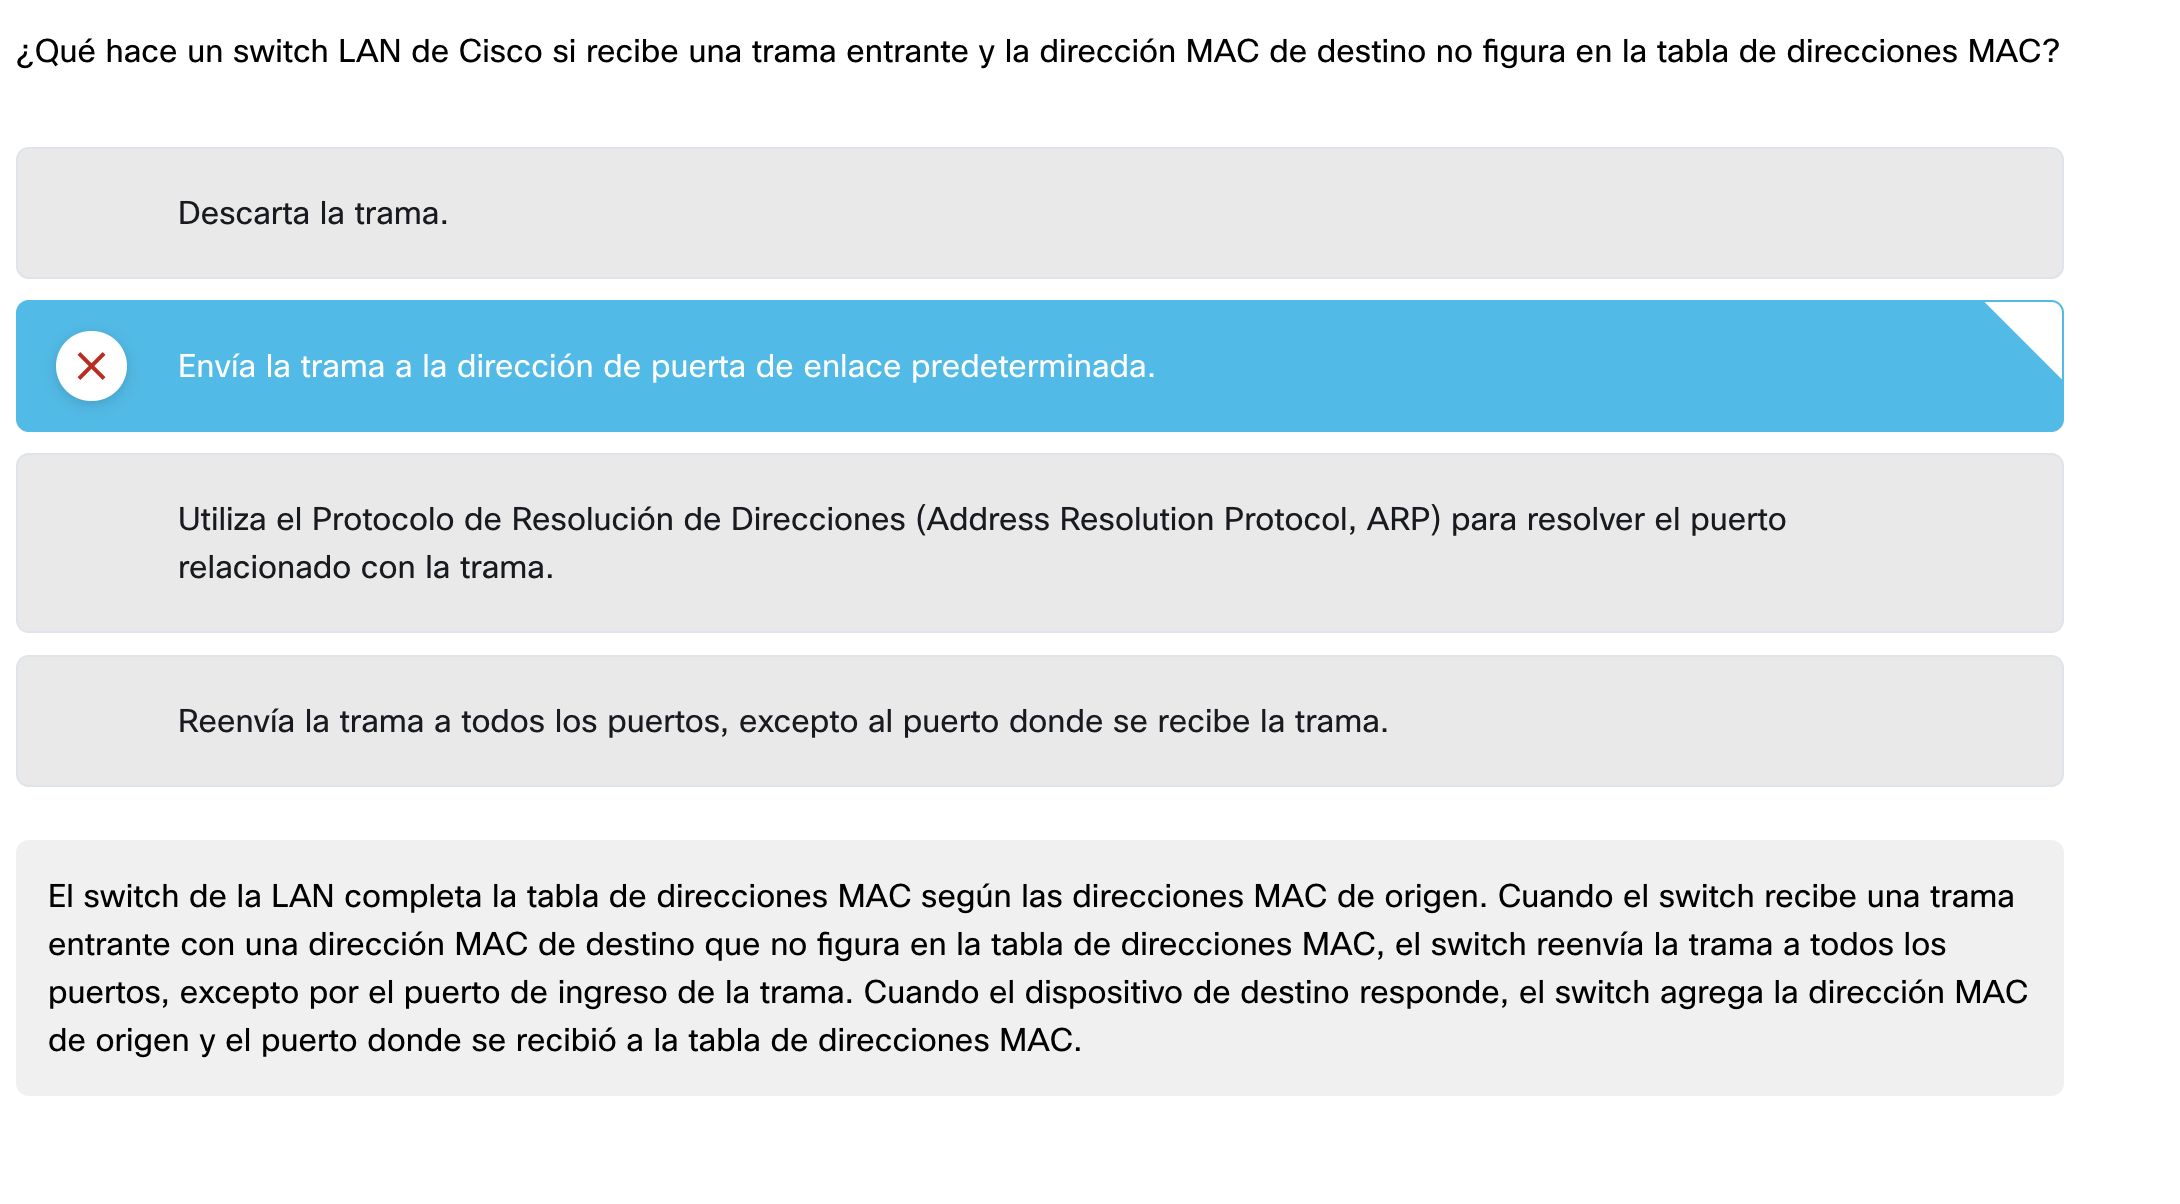 ¿Qué hace un switch LAN de Cisco si recibe una trama entrante y la dirección MAC de destino no figura en la tabla de direcciones MAC?
Descarta la trama.
Envía la trama a la dirección de puerta de enlace predeterminada.
Utiliza el Protocolo de Resolución de Direcciones (Address Resolution Protocol, ARP) para resolver el puerto
relacionado con la trama.
Reenvía la trama a todos los puertos, excepto al puerto donde se recibe la trama.
El switch de la LAN completa la tabla de direcciones MAC según las direcciones MAC de origen. Cuando el switch recibe una trama
entrante con una dirección MAC de destino que no figura en la tabla de direcciones MAC, el switch reenvía la trama a todos los
puertos, excepto por el puerto de ingreso de la trama. Cuando el dispositivo de destino responde, el switch agrega la dirección MAC
de origen y el puerto donde se recibió a la tabla de direcciones MAC.